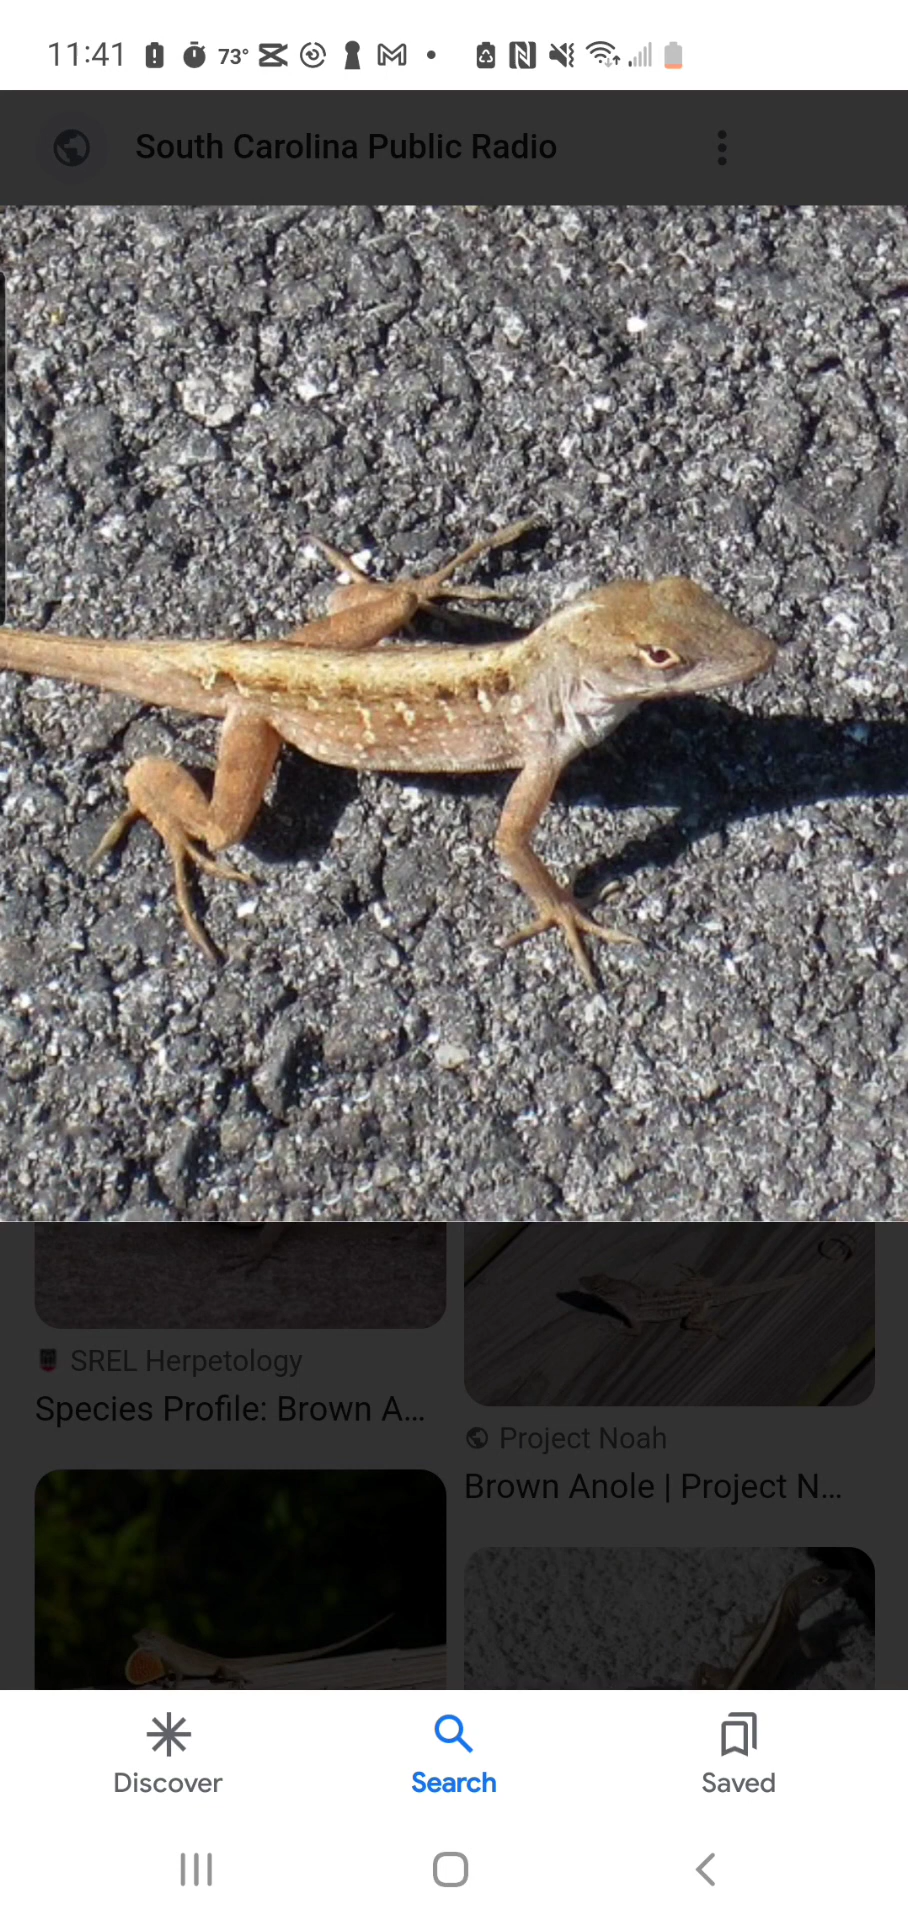 11:41 73°
South Carolina Public Radio
SREL Herpetology
Species Profile: Brown A...
Project Noah
Brown Anole | Project N...
Discover
Search
Saved